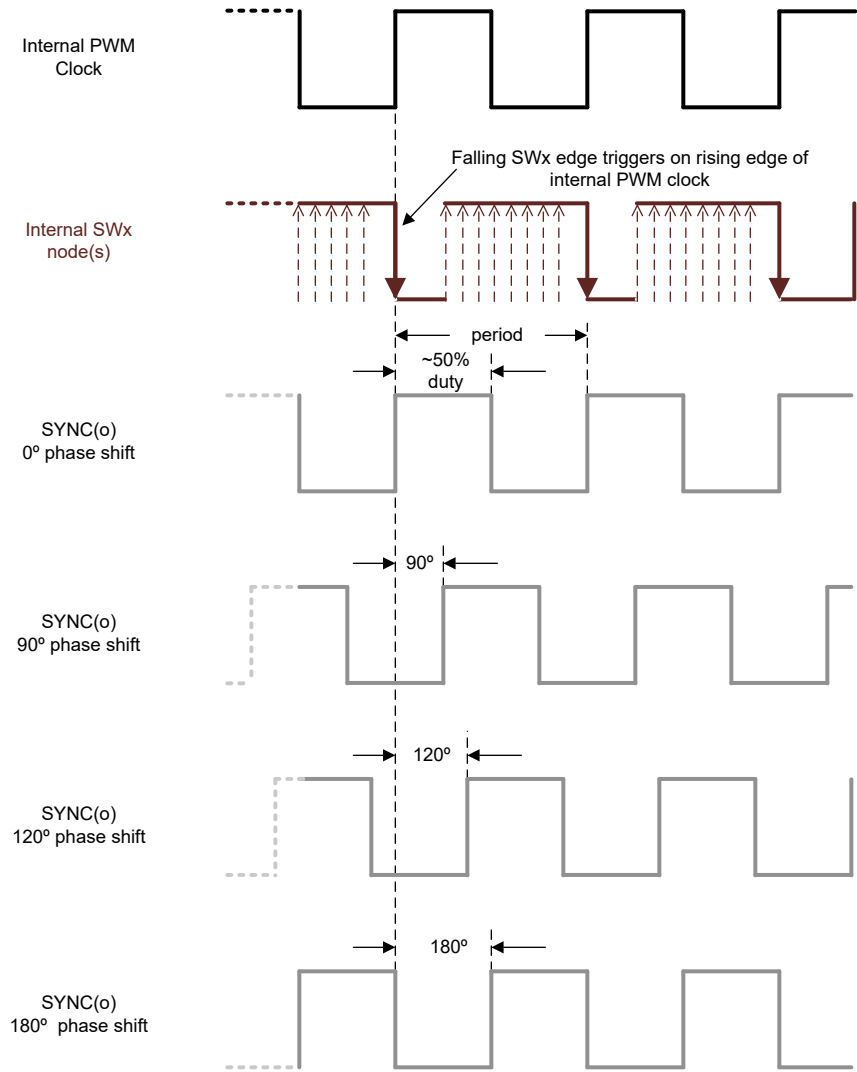 Internal PWM
Clock
Falling SWx edge triggers on rising edge of
internal PWM clock
Internal SWx
node(s)
period
~50%
duty
SYNC(o)
0º phase shift
90º
SYNC(o)
90º phase shift
120º
SYNC(o)
120º phase shift
180º
SYNC(o)
180º phase shift